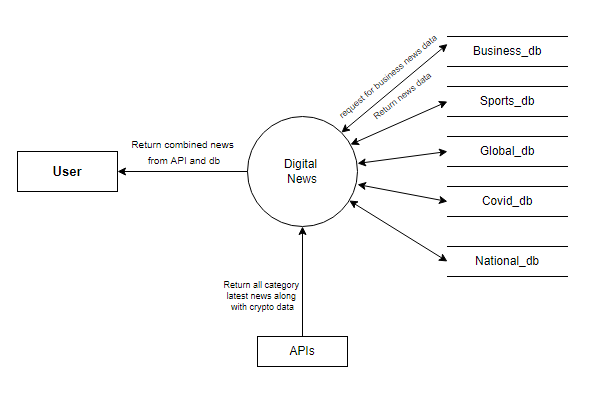 request for business news data
Business_db
Return news data
Sports_db
Return combined news
from API and db
User
Digital
News
Global_db
Covid_db
National_db
Return all category
latest news along
with crypto data
APIs